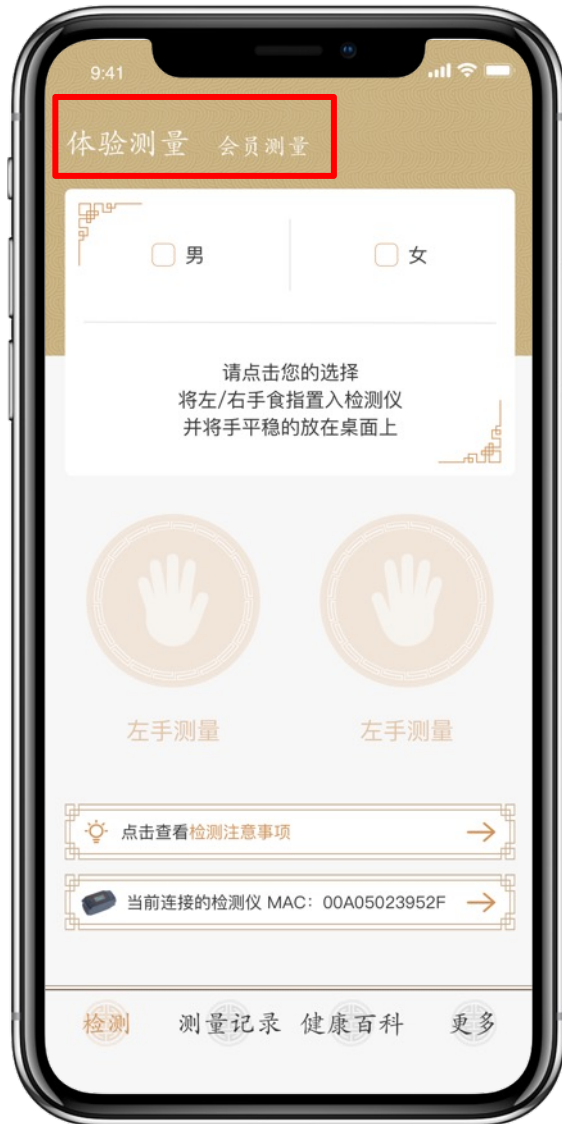 9:41
体验测量 会员测量
男 女
请点击您的选择
将左/右手食指置入检测仪
并将手平稳的放在桌面上
左手测量 左手测量
点击查看检测注意事项
当前连接的检测仪 MAC：00A05023952F
检测 测量记录 健康百科 更多